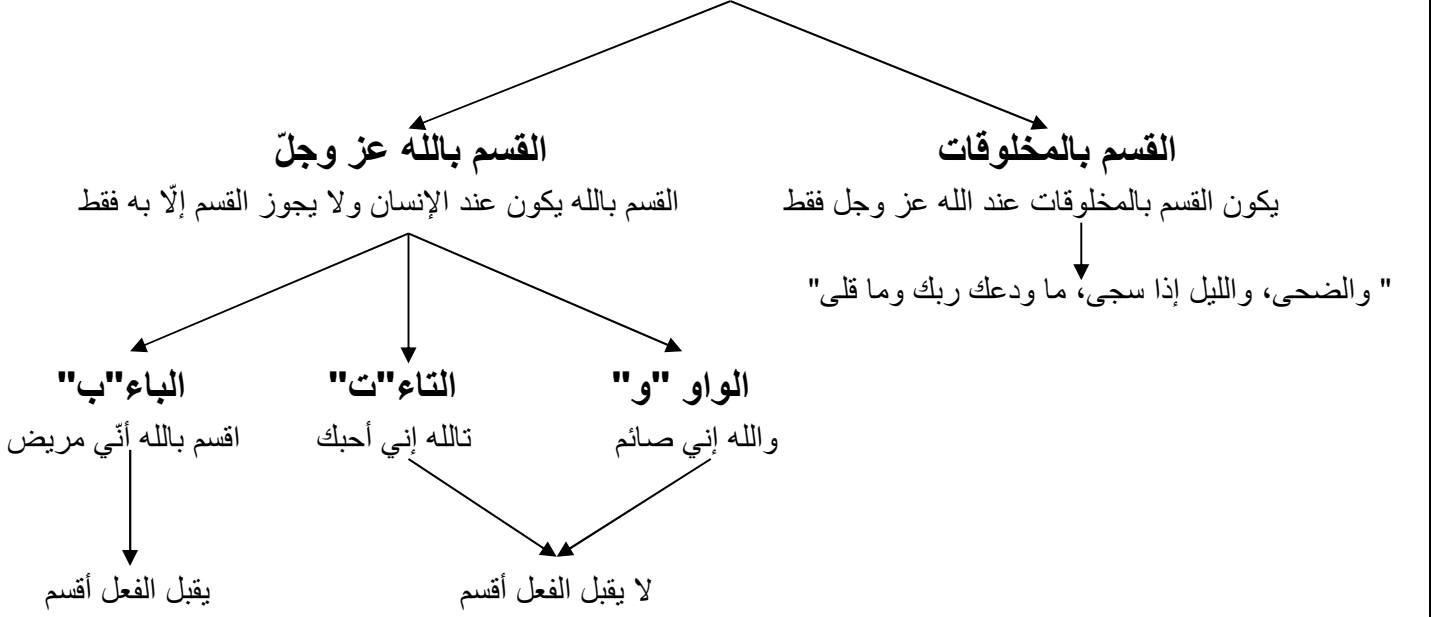 القسم بالمخلوقات
يكون القسم بالمخلوقات عند الله عز وجل فقط
" والضحى، والليل إذا سجى، ما ودعك ربك وما قلى"
القسم بالله عز وجلّ
القسم بالله يكون عند الإنسان ولا يجوز القسم إلّا به فقط
الواو "و"
والله إني صائم
التاء"ت"
تالله إني أحبك
الباء"ب"
اقسم بالله أنّي مريض
لا يقبل الفعل أقسم
يقبل الفعل أقسم